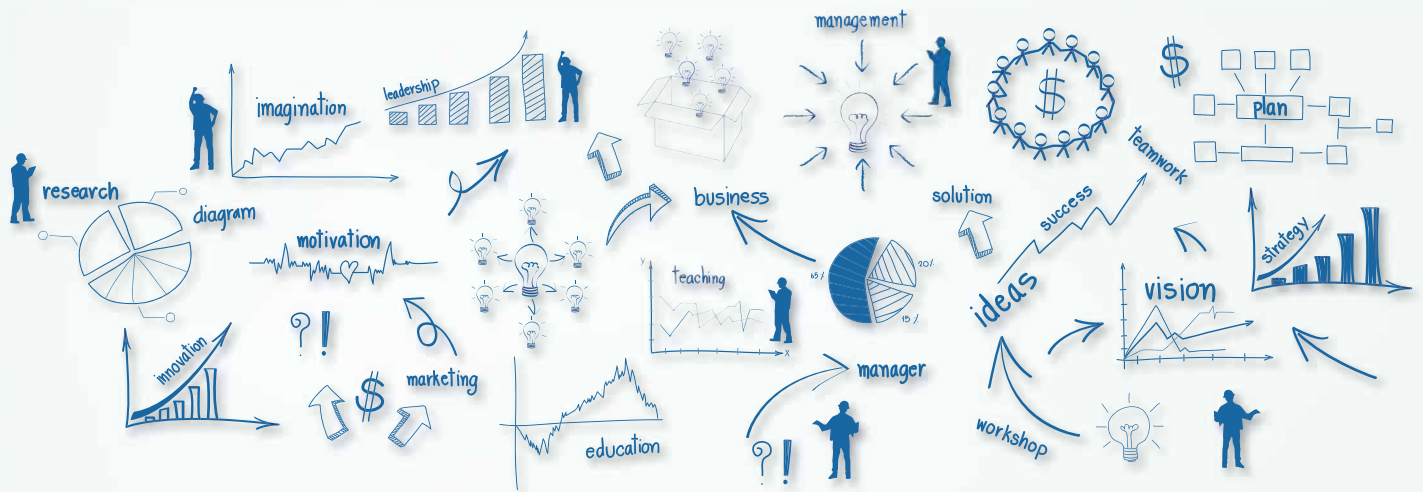 management
leadership
imagination
$
$
plan
teamwork
research
diagram
business
solution
success
motivation
strategy
Y
teaching
65%
20%
15%
X
ideas
vision
innovation
? !
$
marketing
manager
education
? !
workshop